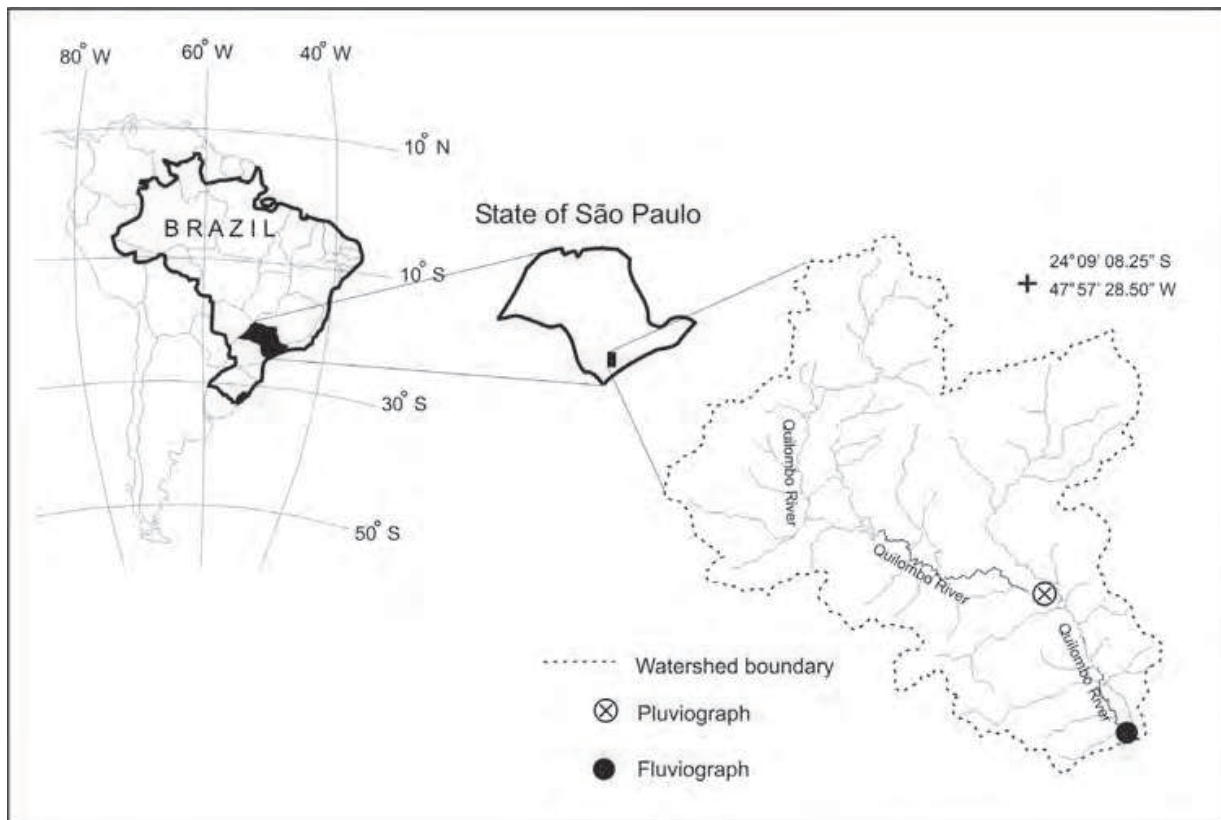 80° W
60° W
40° W
10° N
BRAZIL
10° S
30° S
50° S
State of São Paulo
24° 09' 08.25" S
47° 57' 28.50" W
Quilombo River
Quilombo River
Quilombo River
Watershed boundary
Pluviograph
Fluviograph